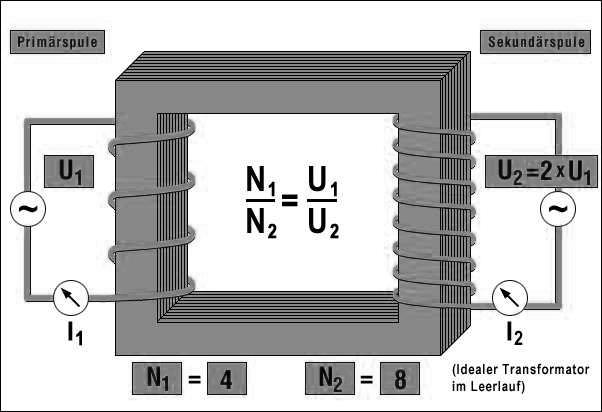 Primärspule
Sekundärspule
U1
N1/N2 = U1/U2
U2=2xU1
~
~
I1
I2
N1 = 4
N2 = 8
(Idealer Transformator
im Leerlauf)